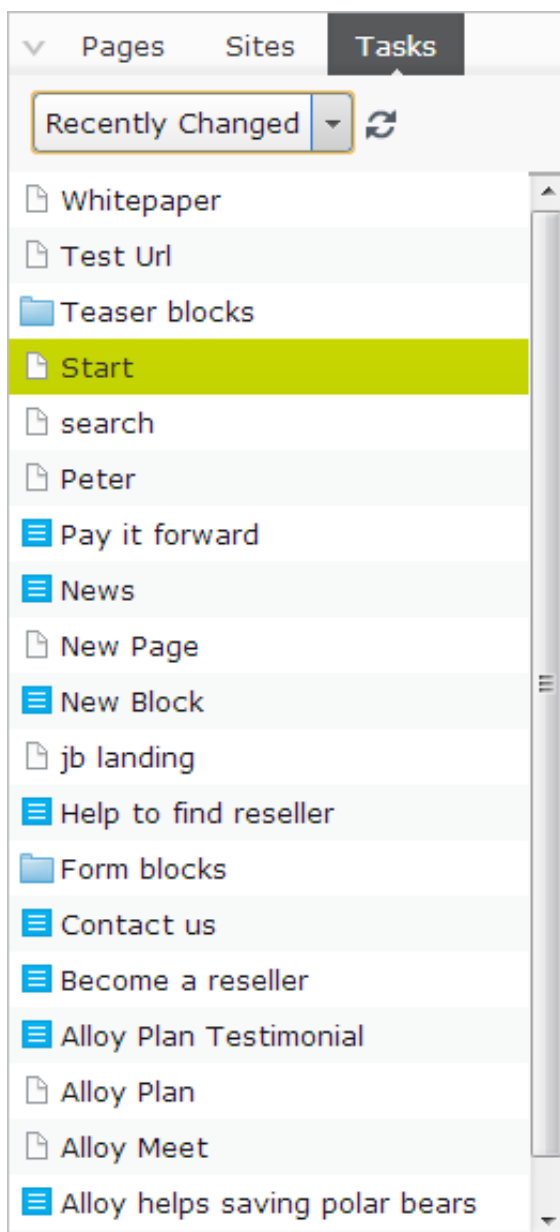 Pages Sites Tasks
Recently Changed
Whitepaper
Test Url
Teaser blocks
Start
search
Peter
Pay it forward
News
New Page
New Block
jb landing
Help to find reseller
Form blocks
Contact us
Become a reseller
Alloy Plan Testimonial
Alloy Plan
Alloy Meet
Alloy helps saving polar bears